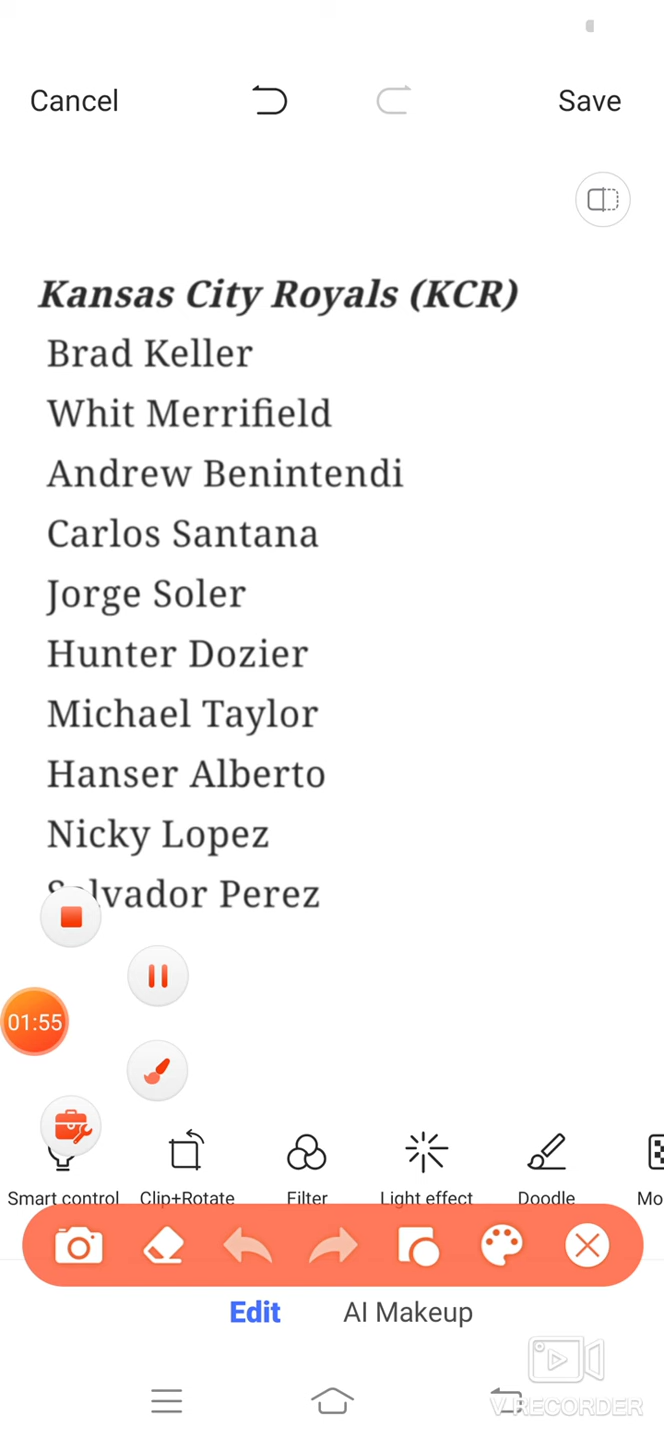 Cancel
Save
Kansas City Royals (KCR)
Brad Keller
Whit Merrifield
Andrew Benintendi
Carlos Santana
Jorge Soler
Hunter Dozier
Michael Taylor
Hanser Alberto
Nicky Lopez
Salvador Perez
01:55
Smart control Clip+Rotate Filter Light effect Doodle Mo
Edit AI Makeup
V RECORDER